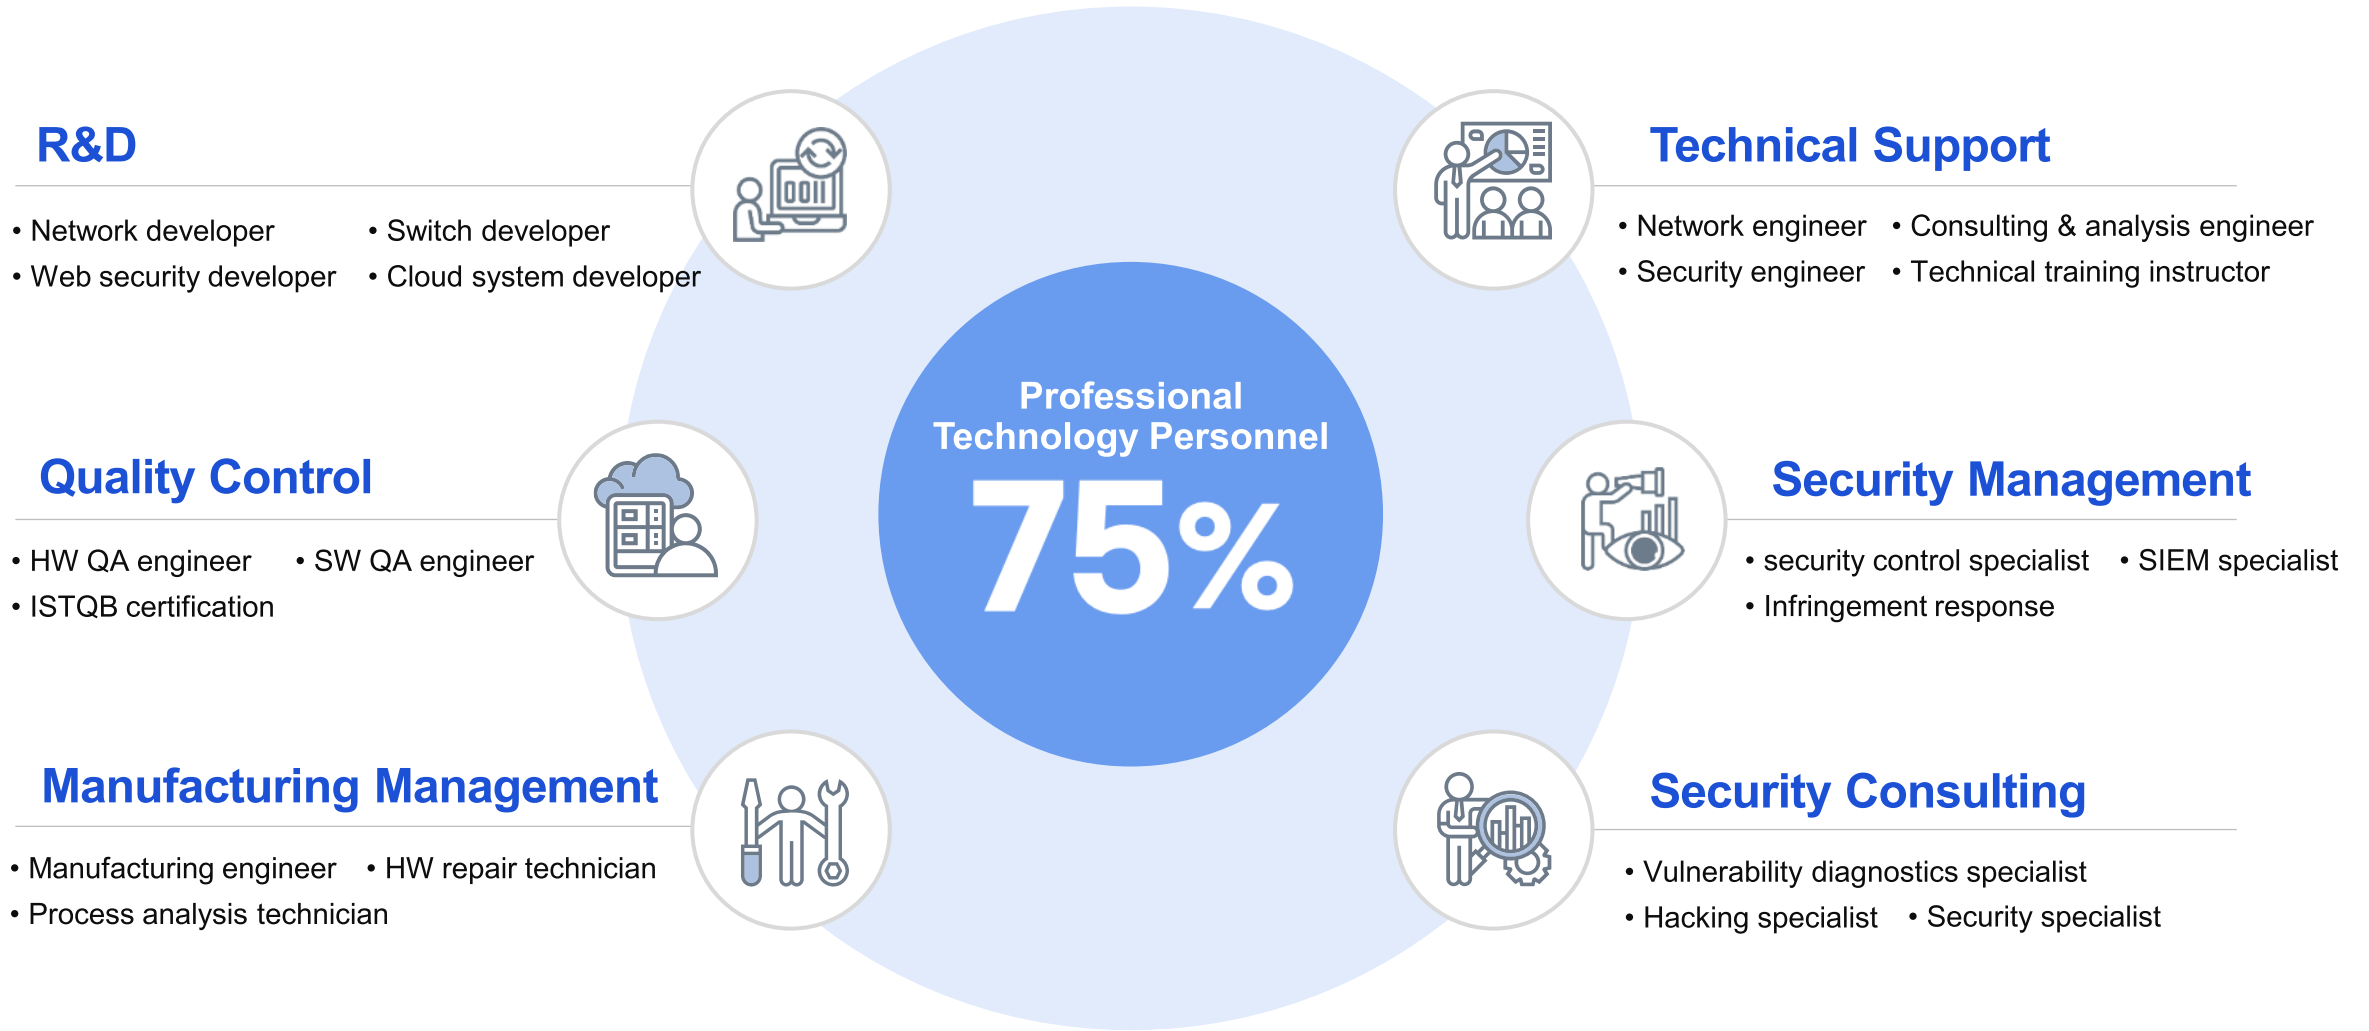 R&D
• Network developer • Switch developer
• Web security developer • Cloud system developer
Quality Control
• HW QA engineer • SW QA engineer
• ISTQB certification
Manufacturing Management
• Manufacturing engineer • HW repair technician
• Process analysis technician
Professional
Technology Personnel
75%
Technical Support
• Network engineer • Consulting & analysis engineer
• Security engineer • Technical training instructor
Security Management
• security control specialist • SIEM specialist
• Infringement response
Security Consulting
• Vulnerability diagnostics specialist
• Hacking specialist • Security specialist